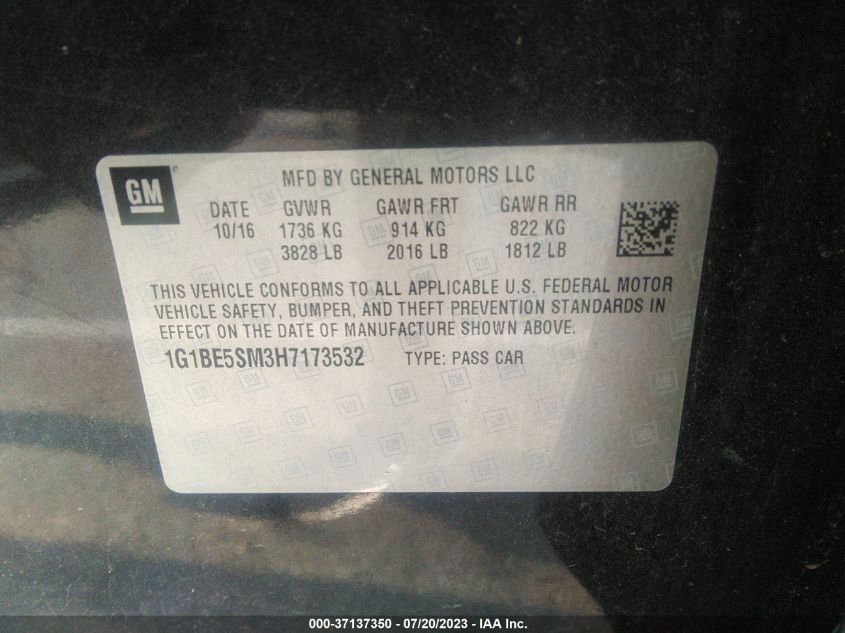 GM
MFD BY GENERAL MOTORS LLC
DATE GVWR GAWR FRT GAWR RR
10/16 1736 KG 914 KG 822 KG
3828 LB 2016 LB 1812 LB
THIS VEHICLE CONFORMS TO ALL APPLICABLE U.S. FEDERAL MOTOR
VEHICLE SAFETY, BUMPER, AND THEFT PREVENTION STANDARDS IN
EFFECT ON THE DATE OF MANUFACTURE SHOWN ABOVE.
1G1BE5SM3H7173532 TYPE: PASS CAR
000-37137350 - 07/20/2023 - IAA Inc.